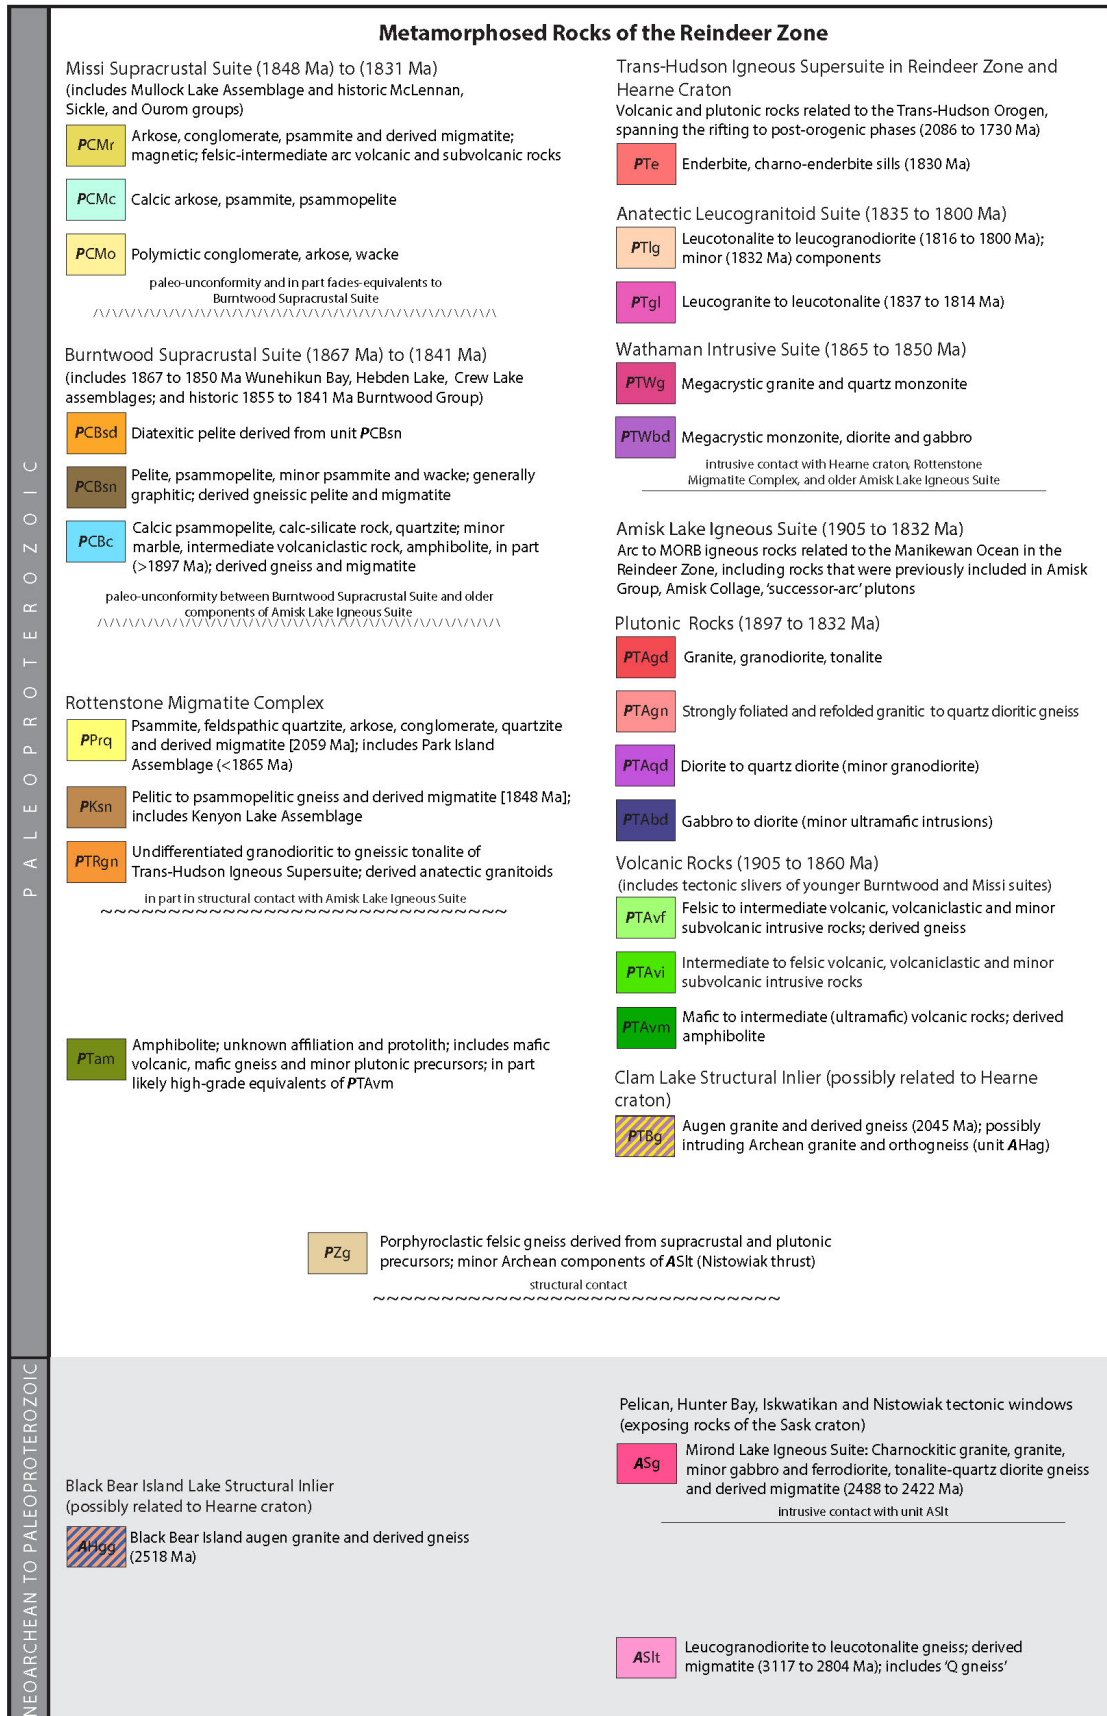 Metamorphosed Rocks of the Reindeer Zone
PALEOPROTEROZOIC
Missi Supracrustal Suite (1848 Ma) to (1831 Ma)
(includes Mullock Lake Assemblage and historic McLennan,
Sickle, and Ourom groups)
PCMr
Arkose, conglomerate, psammite and derived migmatite;
magnetic; felsic-intermediate arc volcanic and subvolcanic rocks
PCMc
Calcic arkose, psammite, psammopelite
PCMo
Polymictic conglomerate, arkose, wacke
paleo-unconformity and in part facies-equivalents to
Burntwood Supracrustal Suite
Burntwood Supracrustal Suite (1867 Ma) to (1841 Ma)
(includes 1867 to 1850 Ma Wunehikun Bay, Hebden Lake, Crew Lake
assemblages; and historic 1855 to 1841 Ma Burntwood Group)
PCBsd
Diatexitic pelite derived from unit PCBsn
PCBsn
Pelite, psammopelite, minor psammite and wacke; generally
graphitic; derived gneissic pelite and migmatite
PCBc
Calcic psammopelite, calc-silicate rock, quartzite; minor
marble, intermediate volcaniclastic rock, amphibolite, in part
(>1897 Ma); derived gneiss and migmatite
paleo-unconformity between Burntwood Supracrustal Suite and older
components of Amisk Lake Igneous Suite
Rottenstone Migmatite Complex
PPrq
Psammite, feldspathic quartzite, arkose, conglomerate, quartzite
and derived migmatite [2059 Ma]; includes Park Island
Assemblage (<1865 Ma)
PKsn
Pelitic to psammopelitic gneiss and derived migmatite [1848 Ma];
includes Kenyon Lake Assemblage
PTRgn
Undifferentiated granodioritic to gneissic tonalite of
Trans-Hudson Igneous Supersuite; derived anatectic granitoids
in part in structural contact with Amisk Lake Igneous Suite
PTam
Amphibolite; unknown affiliation and protolith; includes mafic
volcanic, mafic gneiss and minor plutonic precursors; in part
likely high-grade equivalents of PTAvm
Trans-Hudson Igneous Supersuite in Reindeer Zone and
Hearne Craton
Volcanic and plutonic rocks related to the Trans-Hudson Orogen,
spanning the rifting to post-orogenic phases (2086 to 1730 Ma)
PTe
Enderbite, charno-enderbite sills (1830 Ma)
Anatectic Leucogranitoid Suite (1835 to 1800 Ma)
PTlg
Leucotonalite to leucogranodiorite (1816 to 1800 Ma);
minor (1832 Ma) components
PTgl
Leucogranite to leucotonalite (1837 to 1814 Ma)
Wathaman Intrusive Suite (1865 to 1850 Ma)
PTWg
Megacrystic granite and quartz monzonite
PTWbd
Megacrystic monzonite, diorite and gabbro
intrusive contact with Hearne craton, Rottenstone
Migmatite Complex, and older Amisk Lake Igneous Suite
Amisk Lake Igneous Suite (1905 to 1832 Ma)
Arc to MORB igneous rocks related to the Manikewan Ocean in the
Reindeer Zone, including rocks that were previously included in Amisk
Group, Amisk Collage, ‘successor-arc’ plutons
Plutonic Rocks (1897 to 1832 Ma)
PTAgd
Granite, granodiorite, tonalite
PTAgn
Strongly foliated and refolded granitic to quartz dioritic gneiss
PTAqd
Diorite to quartz diorite (minor granodiorite)
PTAbd
Gabbro to diorite (minor ultramafic intrusions)
Volcanic Rocks (1905 to 1860 Ma)
(includes tectonic slivers of younger Burntwood and Missi suites)
PTAvf
Felsic to intermediate volcanic, volcaniclastic and minor
subvolcanic intrusive rocks; derived gneiss
PTAvi
Intermediate to felsic volcanic, volcaniclastic and minor
subvolcanic intrusive rocks
PTAvm
Mafic to intermediate (ultramafic) volcanic rocks; derived
amphibolite
Clam Lake Structural Inlier (possibly related to Hearne
craton)
PTBg
Augen granite and derived gneiss (2045 Ma); possibly
intruding Archean granite and orthogneiss (unit AHag)
PZg
Porphyroclastic felsic gneiss derived from supracrustal and plutonic
precursors; minor Archean components of ASlt (Nistowiak thrust)
structural contact
NEOARCHEAN TO PALEOPROTEROZOIC
Black Bear Island Lake Structural Inlier
(possibly related to Hearne craton)
AHgg
Black Bear Island augen granite and derived gneiss
(2518 Ma)
Pelican, Hunter Bay, Iskwatikan and Nistowiak tectonic windows
(exposing rocks of the Sask craton)
ASg
Mirond Lake Igneous Suite: Charnockitic granite, granite,
minor gabbro and ferrodiorite, tonalite-quartz diorite gneiss
and derived migmatite (2488 to 2422 Ma)
intrusive contact with unit ASlt
ASlt
Leucogranodiorite to leucotonalite gneiss; derived
migmatite (3117 to 2804 Ma); includes ‘Q gneiss’